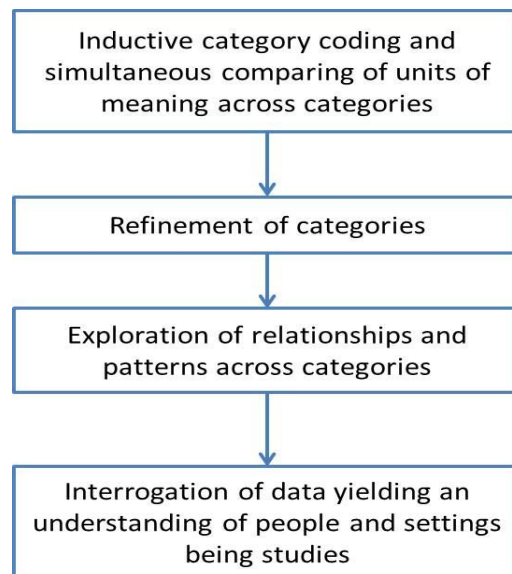 Inductive category coding and
simultaneous comparing of units of
meaning across categories
Refinement of categories
Exploration of relationships and
patterns across categories
Interrogation of data yielding an
understanding of people and settings
being studies